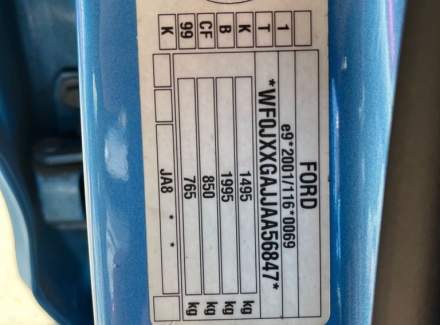 FORD
e9*2001/116*0069
*WF0JXXGAJJAA56847*
1495 kg
1995 kg
850 kg
765 kg
JA8 * *
1 T K B CF 99 K